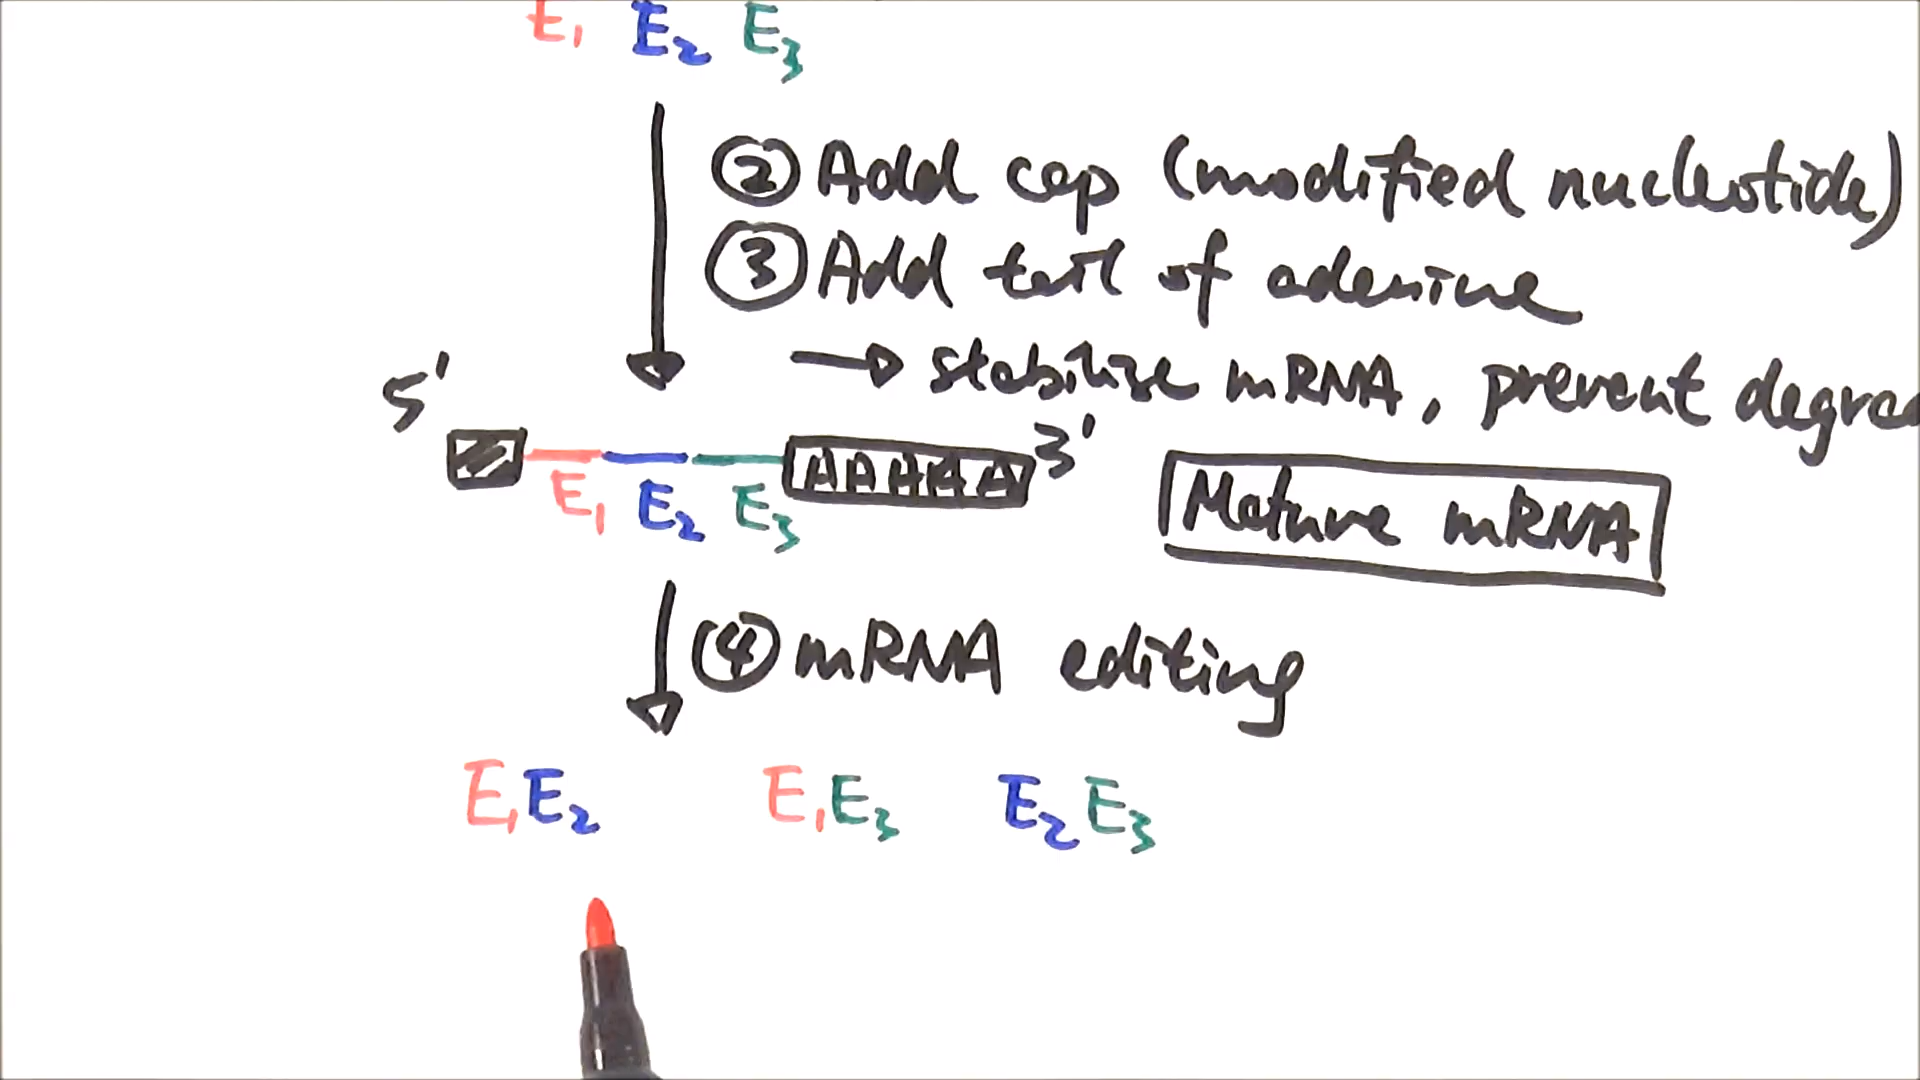 E1 E2 E3
② Add cap (modified nucleotide)
③ Add tail of adenine
→ stabilize mRNA, prevent degra
5'
AAAAA 3'
E1 E2 E3
Mature mRNA
④ mRNA editing
E1E2 E1E3 E2E3